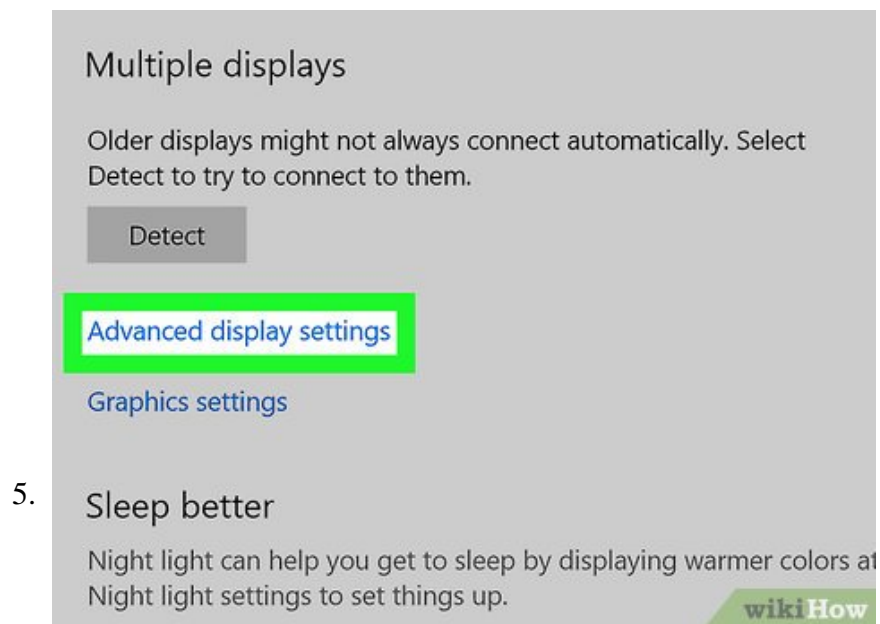 Multiple displays
Older displays might not always connect automatically. Select
Detect to try to connect to them.
Detect
Advanced display settings
Graphics settings
5.
Sleep better
Night light can help you get to sleep by displaying warmer colors at
Night light settings to set things up.
wikiHow